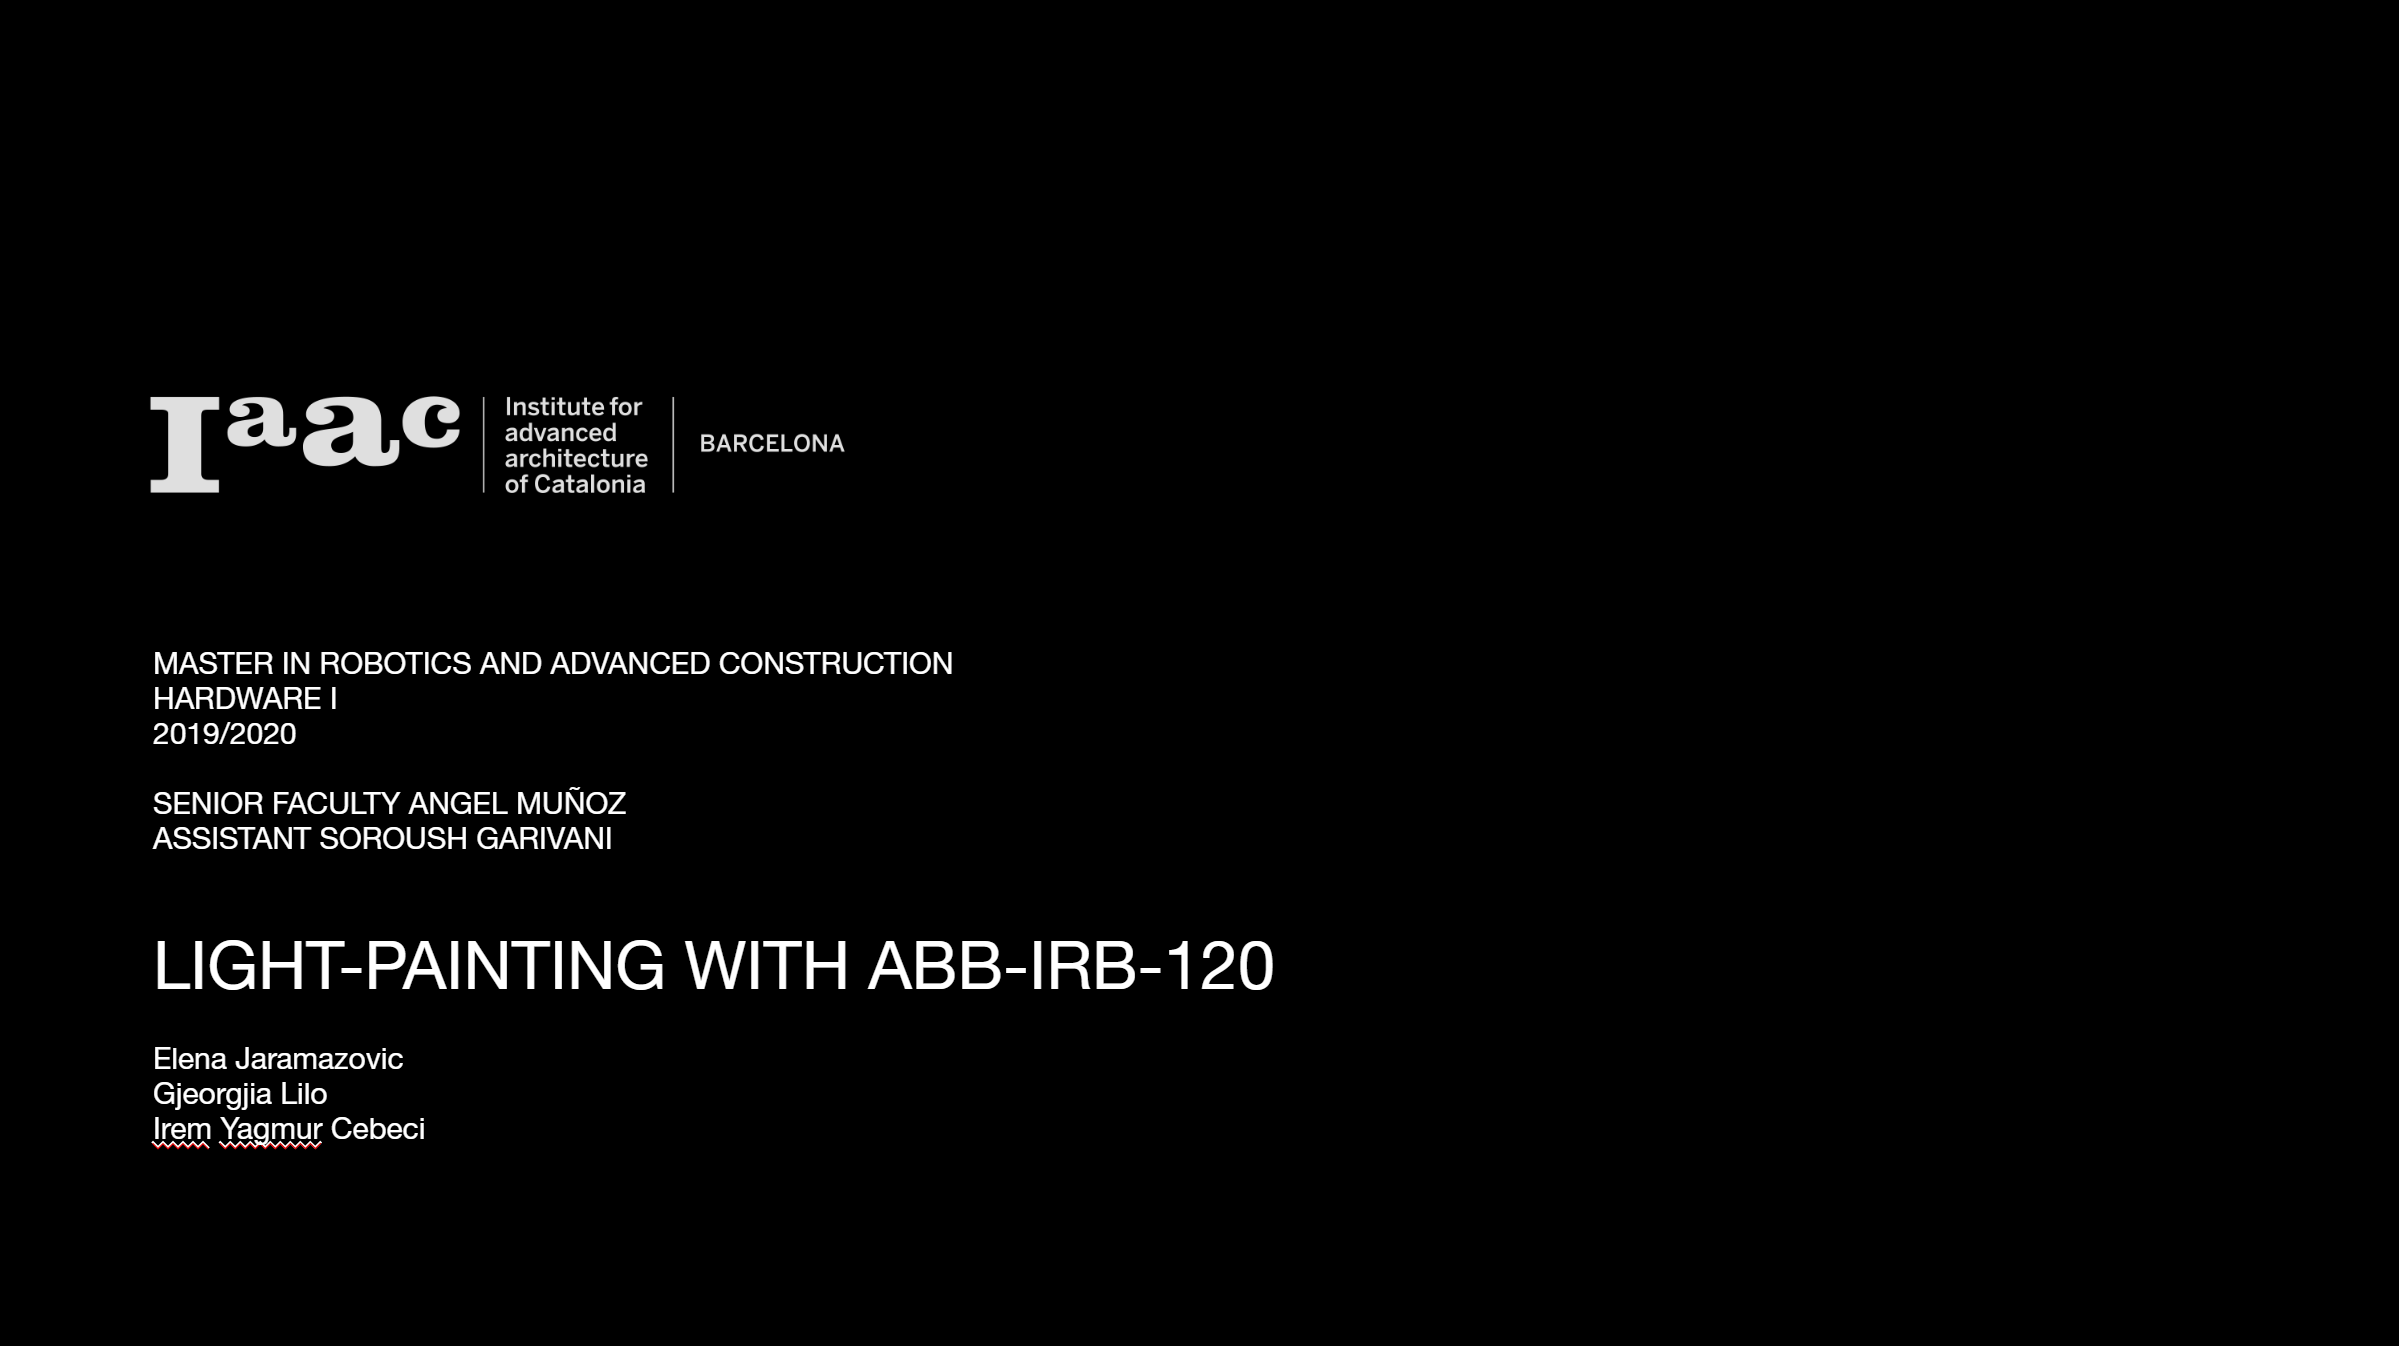 Iaac
Institute for
advanced
architecture
of Catalonia
BARCELONA
MASTER IN ROBOTICS AND ADVANCED CONSTRUCTION
HARDWARE I
2019/2020
SENIOR FACULTY ANGEL MUÑOZ
ASSISTANT SOROUSH GARIVANI
LIGHT-PAINTING WITH ABB-IRB-120
Elena Jaramazovic
Gjeorgjia Lilo
Irem Yagmur Cebeci